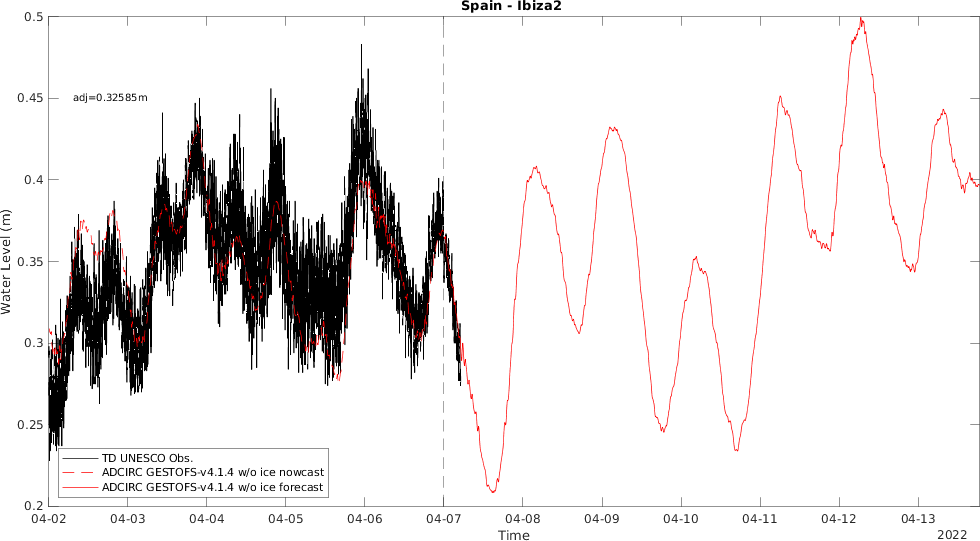 Spain - Ibiza2
0.5
0.45
0.4
0.35
0.3
0.25
0.2
Water Level (m)
adj=0.32585m
TD UNESCO Obs.
ADCIRC GESTOFS-v4.1.4 w/o ice nowcast
ADCIRC GESTOFS-v4.1.4 w/o ice forecast
04-02 04-03 04-04 04-05 04-06 04-07 04-08 04-09 04-10 04-11 04-12 04-13
2022
Time